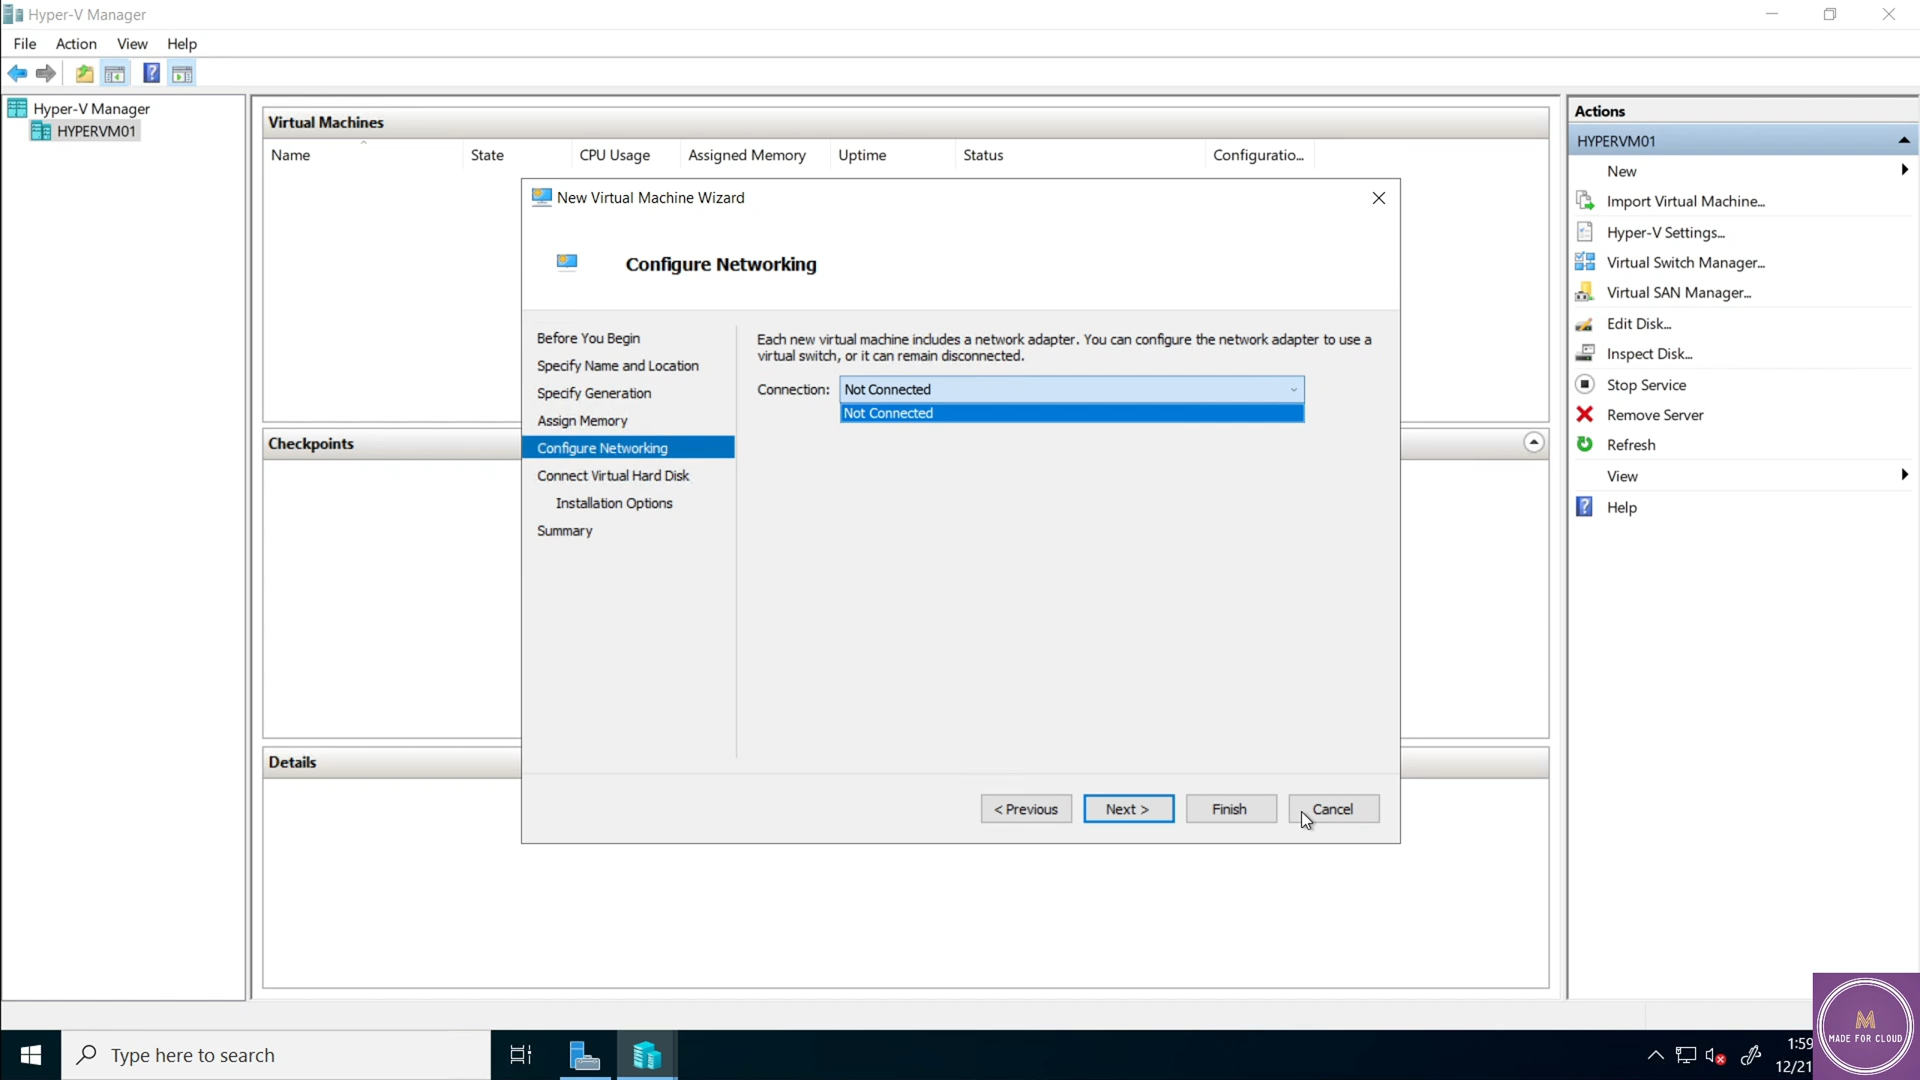 Hyper-V Manager
File Action View Help
Hyper-V Manager
HYPERVM01
Virtual Machines
Name State CPU Usage Assigned Memory Uptime Status Configuratio...
New Virtual Machine Wizard
Configure Networking
Before You Begin
Specify Name and Location
Specify Generation
Assign Memory
Configure Networking
Connect Virtual Hard Disk
Installation Options
Summary
Each new virtual machine includes a network adapter. You can configure the network adapter to use a
virtual switch, or it can remain disconnected.
Connection: Not Connected
Not Connected
< Previous Next > Finish Cancel
Checkpoints
Details
Actions
HYPERVM01
New
Import Virtual Machine...
Hyper-V Settings...
Virtual Switch Manager...
Virtual SAN Manager...
Edit Disk...
Inspect Disk...
Stop Service
Remove Server
Refresh
View
Help
Type here to search
1:59
12/21
M
MADE FOR CLOUD